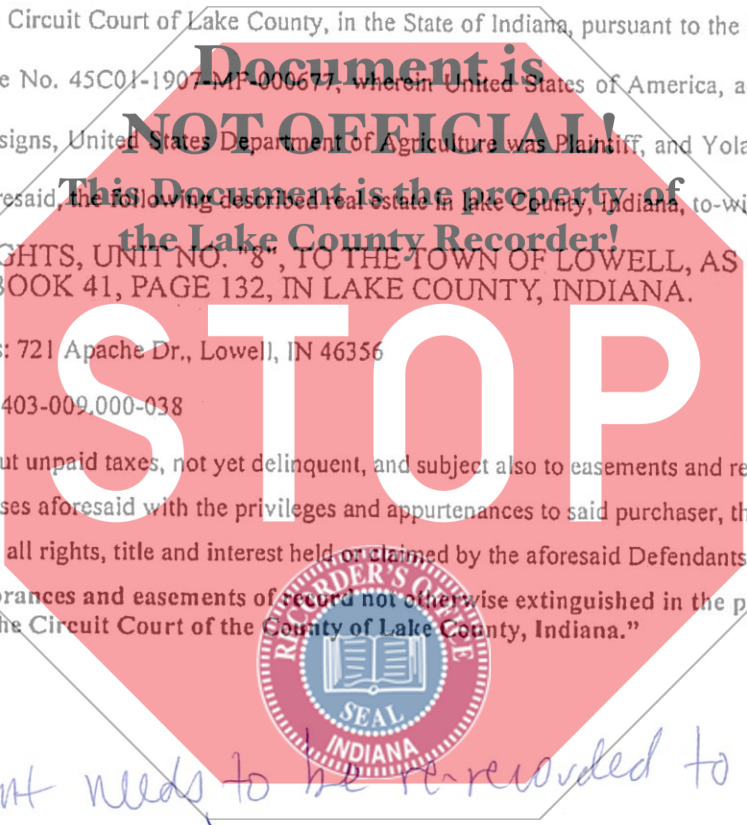 Circuit Court of Lake County, in the State of Indiana, pursuant to the
e No. 45C01-1907-MF-000677, wherein United States of America, a
Document is
signs, United States Department of Agriculture was Plaintiff, and Yola
NOT OFFICIAL!
resaid, the following described real estate in lake County, Indiana, to-wi
This Document is the property of
the Lake County Recorder!
GHTS, UNIT NO. "8", TO THE TOWN OF LOWELL, AS
BOOK 41, PAGE 132, IN LAKE COUNTY, INDIANA.
s: 721 Apache Dr., Lowell, IN 46356
403-009.000-038
STOP
ut unpaid taxes, not yet delinquent, and subject also to easements and re
ses aforesaid with the privileges and appurtenances to said purchaser, th
all rights, title and interest held or claimed by the aforesaid Defendants
brances and easements of record not otherwise extinguished in the p
he Circuit Court of the County of Lake County, Indiana.”
RECORDER'S OFFICE
SEAL
INDIANA
nt needs to be re-recorded to